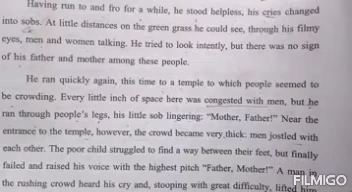 Having run to and fro for a while, he stood helpless, his cries changed
into sobs. At little distances on the green grass he could see, through his filmy
eyes, men and women talking. He tried to look intently, but there was no sign
of his father and mother among these people.
He ran quickly again, this time to a temple to which people seemed to
be crowding. Every little inch of space here was congested with men, but he
ran through people's legs, his little sob lingering: "Mother, Father!" Near the
entrance to the temple, however, the crowd became very thick: men jostled with
each other. The poor child struggled to find a way between their feet, but finally
failed and raised his voice with the highest pitch "Father, Mother!" A man in
the rushing crowd heard his cry and, stooping with great difficulty, lifted him
FILMIGO